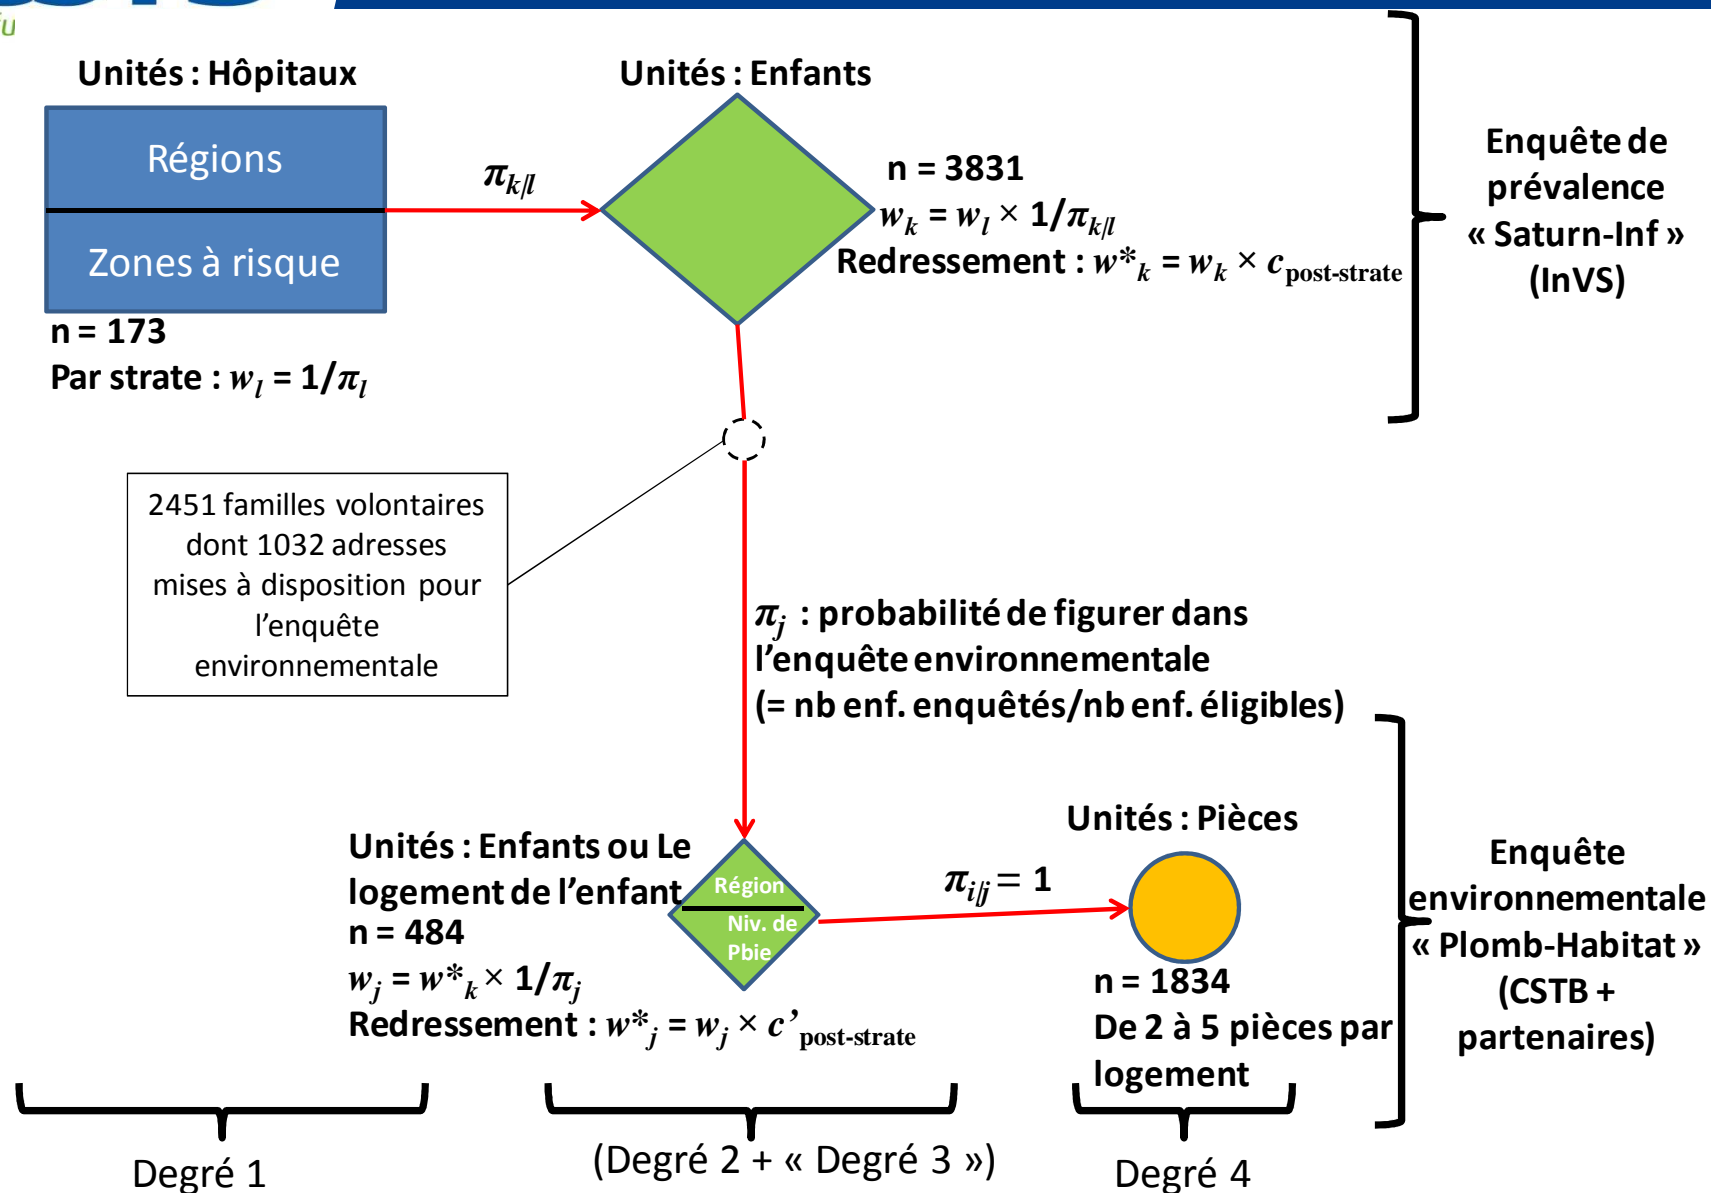 Unités : Hôpitaux
Régions
Zones à risque
n = 173
Par strate : w_l = 1/π_l
π_k/l
Unités : Enfants
n = 3831
w_k = w_l × 1/π_k/l
Redressement : w*_k = w_k × c_post-strate
Enquête de
prévalence
« Saturn-Inf »
(InVS)
2451 familles volontaires
dont 1032 adresses
mises à disposition pour
l’enquête
environnementale
π_j : probabilité de figurer dans
l’enquête environnementale
(= nb enf. enquêtés/nb enf. éligibles)
Unités : Enfants ou Le
logement de l’enfant
n = 484
w_j = w*_k × 1/π_j
Redressement : w*_j = w_j × c’_post-strate
Région
Niv. de
Pbie
π_i/j = 1
Unités : Pièces
n = 1834
De 2 à 5 pièces par
logement
Enquête
environnementale
« Plomb-Habitat »
(CSTB +
partenaires)
Degré 1
(Degré 2 + « Degré 3 »)
Degré 4